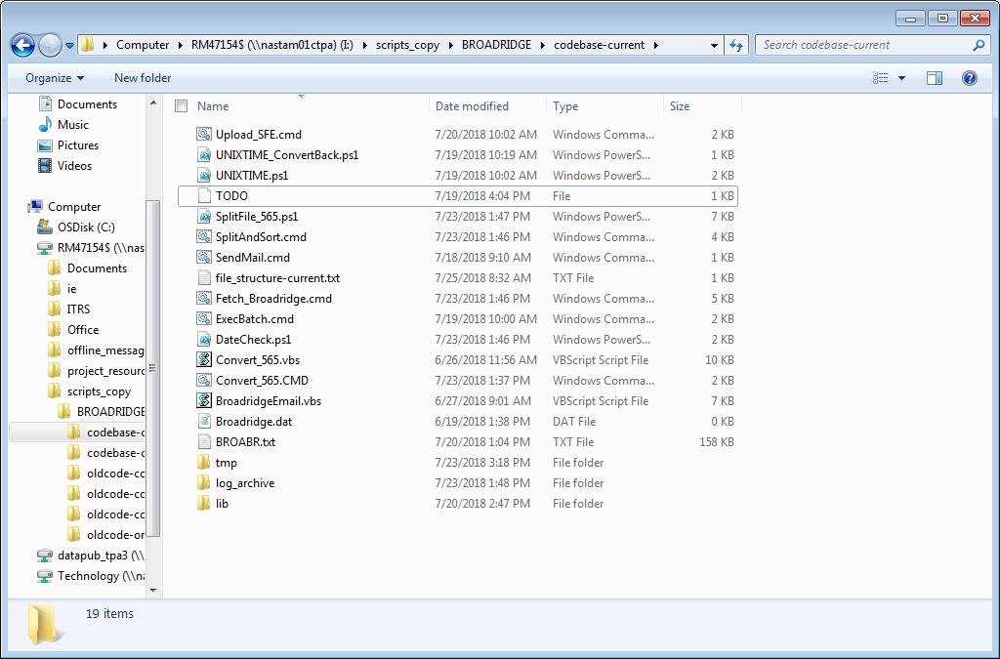 Computer RM47154$ (\\nastam01ctpa) (I:) scripts_copy BROADRIDGE codebase-current Search codebase-current
Organize New folder
Documents
Music
Pictures
Videos
Computer
OSDisk (C:)
RM47154$ (\\nas
Documents
ie
ITRS
Office
offline_messag
project_resourc
scripts_copy
BROADRIDGE
codebase-c
codebase-c
oldcode-cc
oldcode-cc
oldcode-cc
oldcode-or
datapub_tpa3 (\\
Technology (\\na
Name Date modified Type Size
Upload_SFE.cmd 7/20/2018 10:02 AM Windows Comma... 2 KB
UNIXTIME_ConvertBack.ps1 7/19/2018 10:19 AM Windows PowerS... 1 KB
UNIXTIME.ps1 7/19/2018 10:02 AM Windows PowerS... 2 KB
TODO 7/19/2018 4:04 PM File 1 KB
SplitFile_565.ps1 7/23/2018 1:47 PM Windows PowerS... 7 KB
SplitAndSort.cmd 7/23/2018 1:46 PM Windows Comma... 4 KB
SendMail.cmd 7/18/2018 9:10 AM Windows Comma... 1 KB
file_structure-current.txt 7/25/2018 8:32 AM TXT File 1 KB
Fetch_Broadridge.cmd 7/23/2018 1:46 PM Windows Comma... 5 KB
ExecBatch.cmd 7/19/2018 10:00 AM Windows Comma... 2 KB
DateCheck.ps1 7/23/2018 1:46 PM Windows PowerS... 2 KB
Convert_565.vbs 6/26/2018 11:56 AM VBScript Script File 10 KB
Convert_565.CMD 7/23/2018 1:37 PM Windows Comma... 2 KB
BroadridgeEmail.vbs 6/27/2018 9:01 AM VBScript Script File 7 KB
Broadridge.dat 6/19/2018 1:38 PM DAT File 0 KB
BROABR.txt 7/20/2018 1:04 PM TXT File 158 KB
tmp 7/23/2018 3:18 PM File folder
log_archive 7/23/2018 1:48 PM File folder
lib 7/20/2018 2:47 PM File folder
19 items